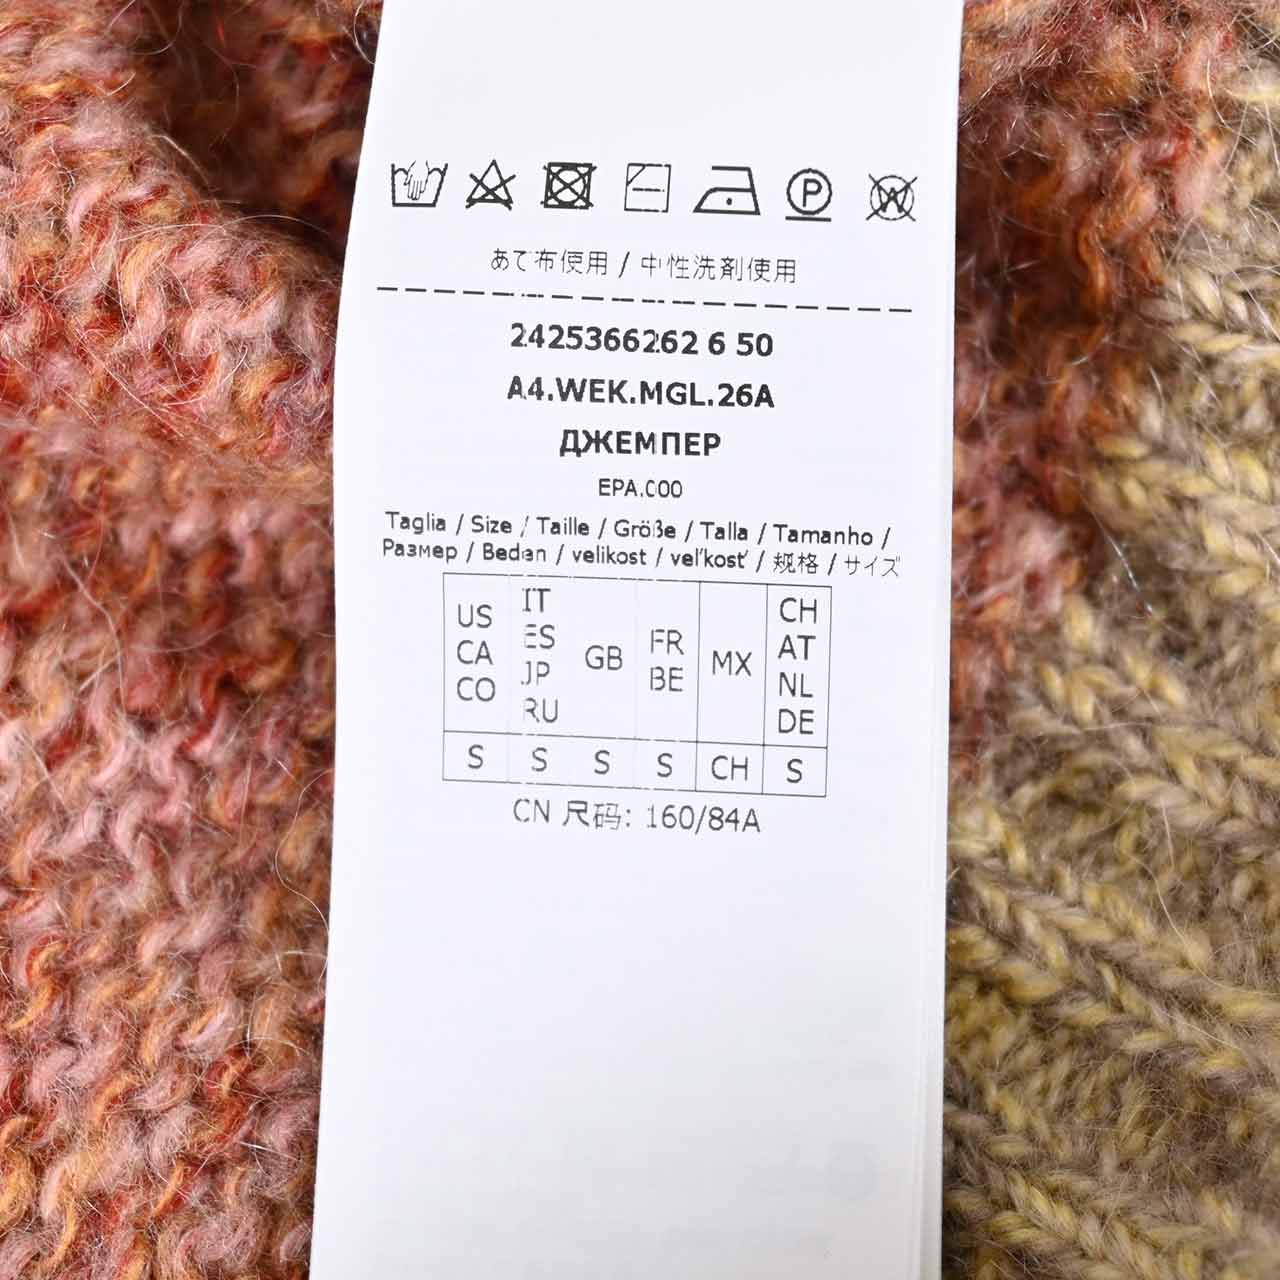 P
W
あて布使用 / 中性洗剤使用
2425366262 6 50
A4.WEK.MGL.26A
ДЖЕМПЕР
EPA.000
Taglia / Size / Taille / Größe / Talla / Tamanho /
Размер / Beden / velikost / veľkosť / 规格 / サイズ
US CA CO IT ES JP RU GB FR BE MX CH AT NL DE
S S S S CH S
CN 尺码: 160/84A